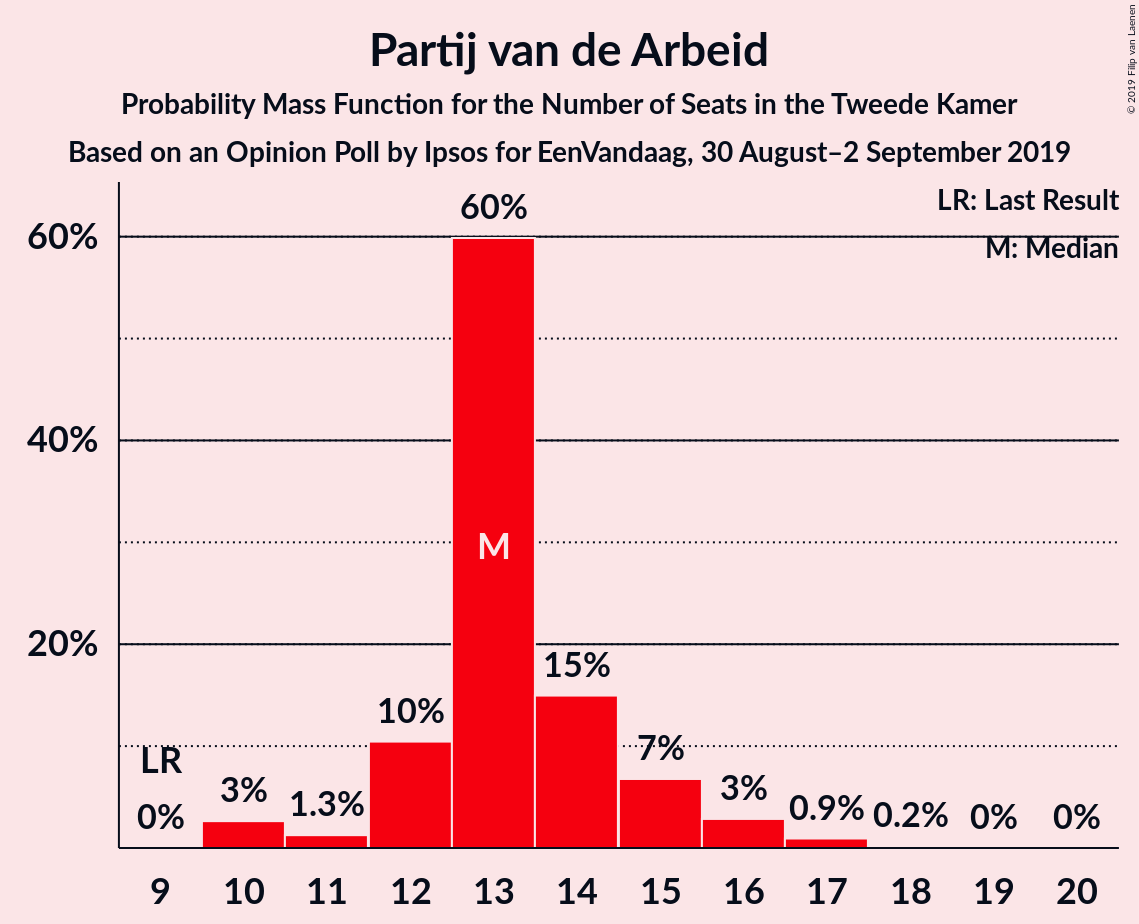 Partij van de Arbeid
Probability Mass Function for the Number of Seats in the Tweede Kamer
Based on an Opinion Poll by Ipsos for EenVandaag, 30 August–2 September 2019
© 2019 Filip van Laenen
LR: Last Result
M: Median
60%
40%
20%
LR
0%
3%
1.3%
10%
60%
M
15%
7%
3%
0.9%
0.2%
0%
0%
9 10 11 12 13 14 15 16 17 18 19 20